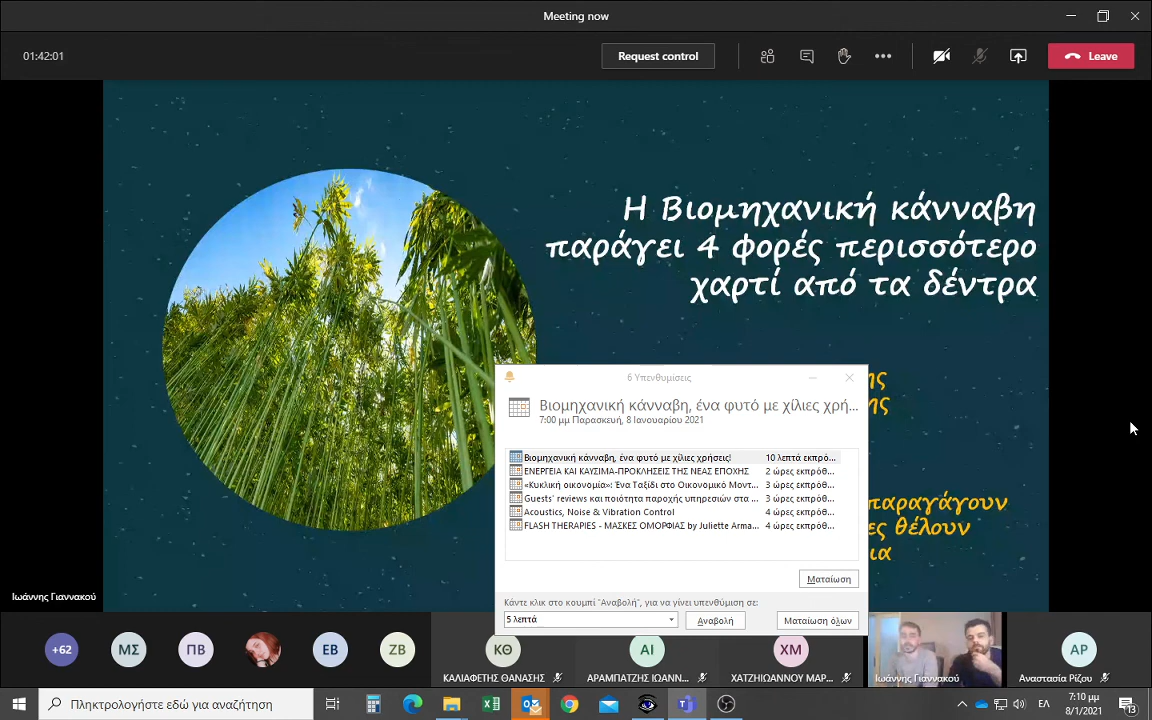 Meeting now
01:42:01
Request control
Leave
Η Βιομηχανική κάνναβη
παράγει 4 φορές περισσότερο
χαρτί από τα δέντρα
ης
ης
παραγάγουν
ες θέλουν
ια
6 Υπενθυμίσεις
Βιομηχανική κάνναβη, ένα φυτό με χίλιες χρή...
7:00 μμ Παρασκευή, 8 Ιανουαρίου 2021
Βιομηχανική κάνναβη, ένα φυτό με χίλιες χρήσεις! 10 λεπτά εκπρό...
ΕΝΕΡΓΕΙΑ ΚΑΙ ΚΑΥΣΙΜΑ-ΠΡΟΚΛΗΣΕΙΣ ΤΗΣ ΝΕΑΣ ΕΠΟΧΗΣ 2 ώρες εκπρόθ...
«Κυκλική οικονομία»: Ένα Ταξίδι στο Οικονομικό Μοντ... 3 ώρες εκπρόθ...
Guests' reviews και ποιότητα παροχής υπηρεσιών στα ... 3 ώρες εκπρόθ...
Acoustics, Noise & Vibration Control 4 ώρες εκπρόθ...
FLASH THERAPIES - ΜΑΣΚΕΣ ΟΜΟΡΦΙΑΣ by Juliette Arma... 4 ώρες εκπρόθ...
Ματαίωση
Κάντε κλικ στο κουμπί "Αναβολή", για να γίνει υπενθύμιση σε:
5 λεπτά Αναβολή Ματαίωση όλων
Ιωάννης Γιαννακού
+62 ΜΣ ΠΒ ΕΒ ΖΒ ΚΘ ΑΙ ΧΜ ΑΡ
ΚΑΛΙΑΦΕΤΗΣ ΘΑΝΑΣΗΣ ΑΡΑΜΠΑΤΖΗΣ ΙΩΑΝΝ... ΧΑΤΖΗΙΩΑΝΝΟΥ ΜΑΡ... Ιωάννης Γιαννακού Αναστασία Ρίζου
Πληκτρολογήστε εδώ για αναζήτηση
ΕΛ
7:10 μμ
8/1/2021
13